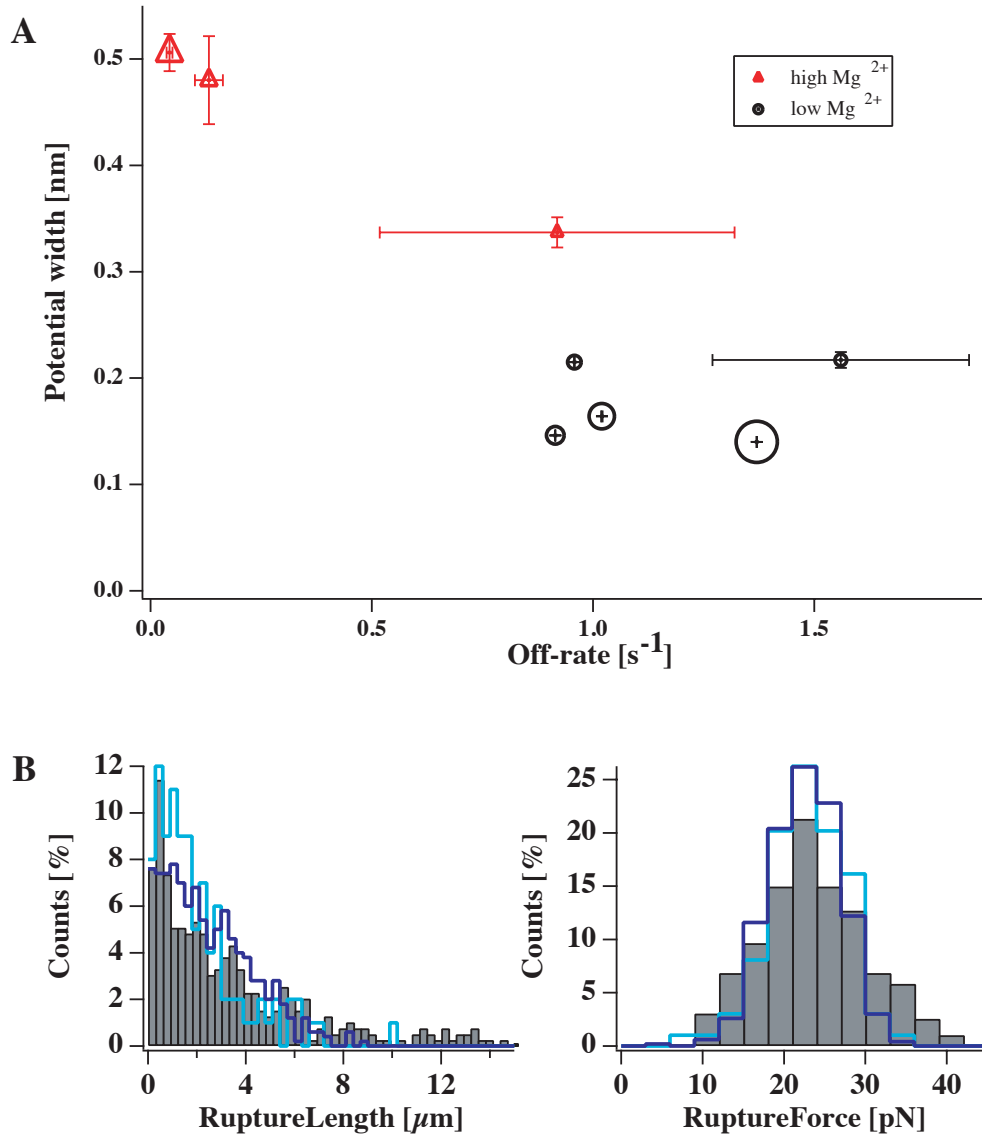 A
Potential width [nm]
0.5
0.4
0.3
0.2
0.1
0.0
high Mg 2+
low Mg 2+
0.0 0.5 1.0 1.5
Off-rate [s-1]
B
Counts [%]
12
10
8
6
4
2
0
0 4 8 12
RuptureLength [µm]
Counts [%]
25
20
15
10
5
0
0 10 20 30 40
RuptureForce [pN]